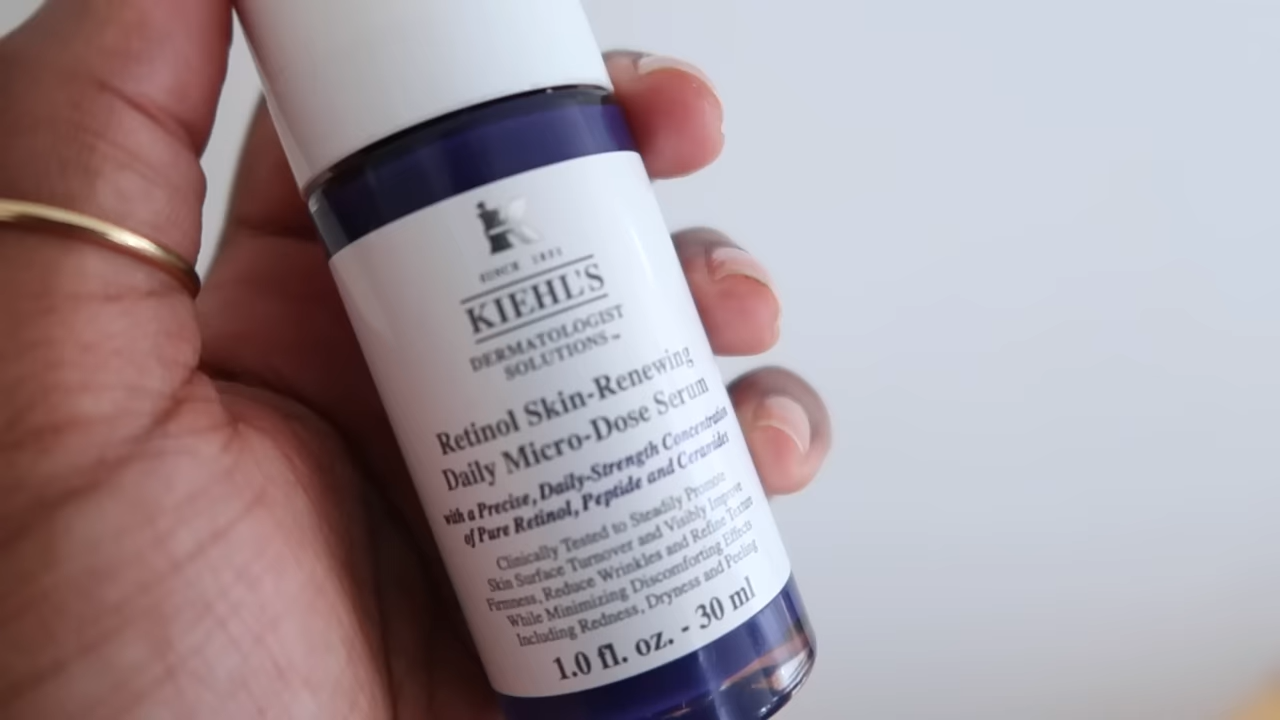 SINCE 1851
KIEHL'S
DERMATOLOGIST
SOLUTIONS™
Retinol Skin-Renewing
Daily Micro-Dose Serum
with a Precise, Daily-Strength Concentration
of Pure Retinol, Peptide and Ceramides
Clinically Tested to Steadily Promote
Skin Surface Turnover and Visibly Improve
Firmness, Reduce Wrinkles and Refine Texture
While Minimizing Discomforting Effects
Including Redness, Dryness and Peeling
1.0 fl. oz. - 30 ml